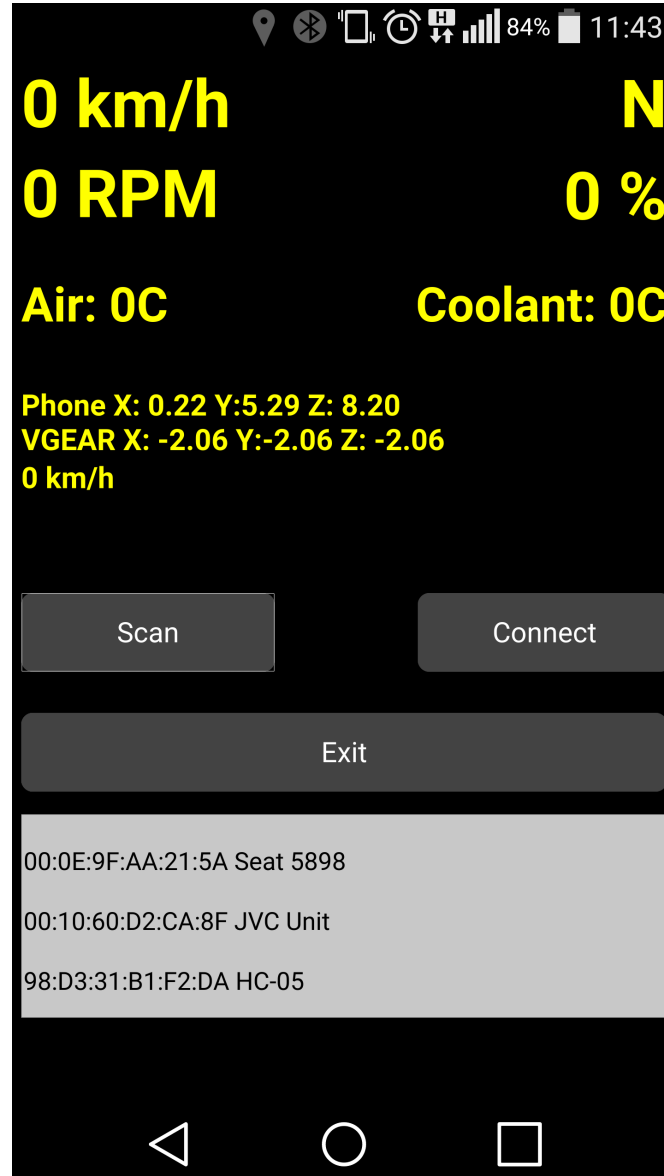 H 84% 11:43
0 km/h N
0 RPM 0 %
Air: 0C Coolant: 0C
Phone X: 0.22 Y:5.29 Z: 8.20
VGEAR X: -2.06 Y:-2.06 Z: -2.06
0 km/h
Scan Connect
Exit
00:0E:9F:AA:21:5A Seat 5898
00:10:60:D2:CA:8F JVC Unit
98:D3:31:B1:F2:DA HC-05